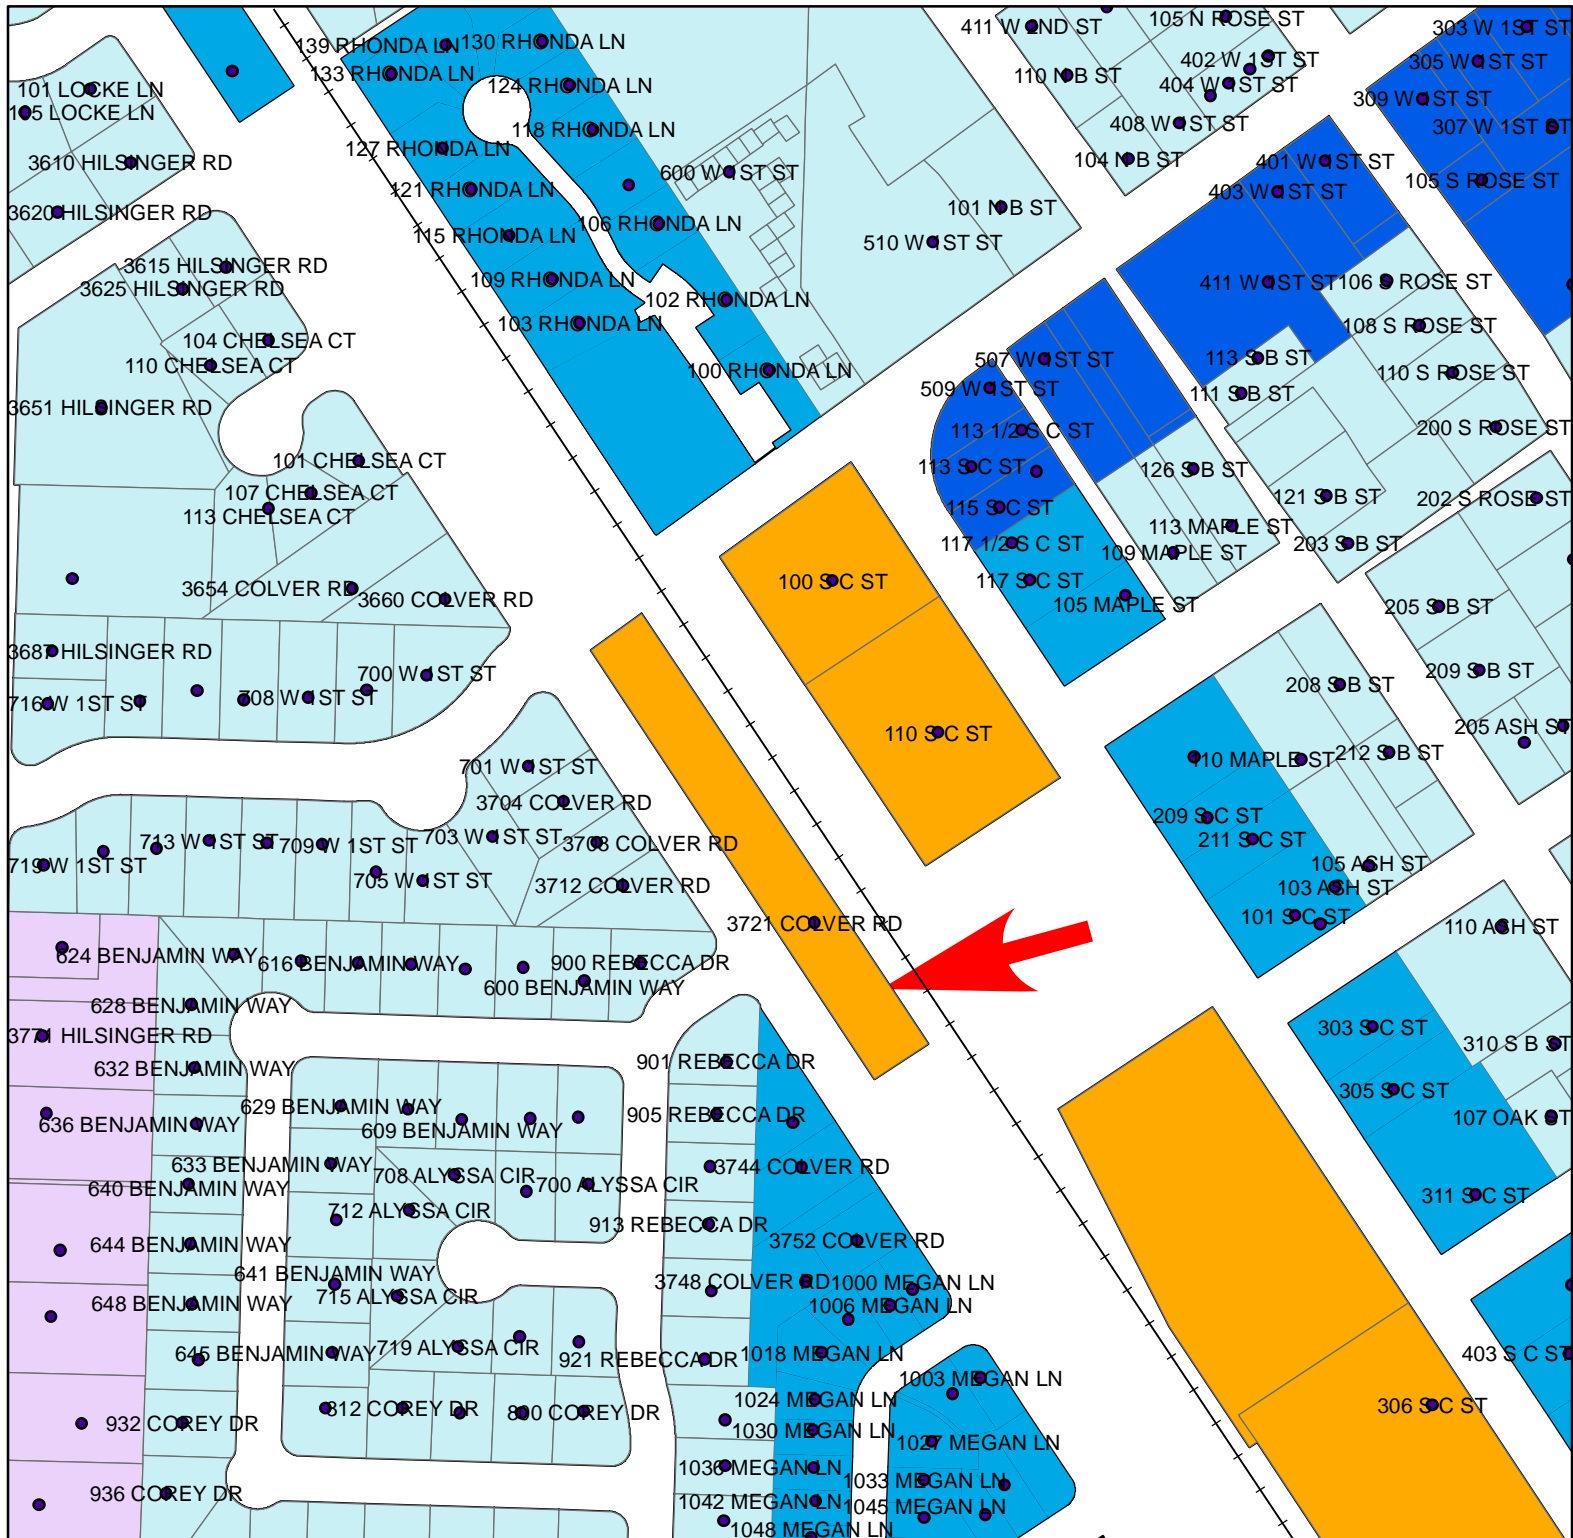 411 W 2ND ST
105 N ROSE ST
303 W 1ST ST
139 RHONDA LN
130 RHONDA LN
402 W 1ST ST
305 W 1ST ST
133 RHONDA LN
110 N B ST
124 RHONDA LN
404 W 1ST ST
101 LOCKE LN
309 W 1ST ST
105 LOCKE LN
408 W 1ST ST
118 RHONDA LN
307 W 1ST ST
127 RHONDA LN
104 N B ST
3610 HILSINGER RD
401 W 1ST ST
600 W 1ST ST
105 S ROSE ST
121 RHONDA LN
403 W 1ST ST
3620 HILSINGER RD
101 N B ST
106 RHONDA LN
115 RHONDA LN
510 W 1ST ST
3615 HILSINGER RD
109 RHONDA LN
411 W 1ST ST
106 S ROSE ST
3625 HILSINGER RD
102 RHONDA LN
103 RHONDA LN
108 S ROSE ST
104 CHELSEA CT
507 W 1ST ST
113 S B ST
110 CHELSEA CT
100 RHONDA LN
110 S ROSE ST
509 W 1ST ST
111 S B ST
3651 HILSINGER RD
200 S ROSE ST
113 1/2 S C ST
101 CHELSEA CT
113 S C ST
126 S B ST
107 CHELSEA CT
121 S B ST
202 S ROSE ST
115 S C ST
113 CHELSEA CT
113 MAPLE ST
117 1/2 S C ST
109 MAPLE ST
203 S B ST
100 S C ST
117 S C ST
3654 COLVER RD
3660 COLVER RD
105 MAPLE ST
205 S B ST
3687 HILSINGER RD
700 W 1ST ST
209 S B ST
208 S B ST
716 W 1ST ST
708 W 1ST ST
110 S C ST
205 ASH ST
701 W 1ST ST
110 MAPLE ST
212 S B ST
3704 COLVER RD
209 S C ST
713 W 1ST ST
709 W 1ST ST
703 W 1ST ST
3708 COLVER RD
211 S C ST
719 W 1ST ST
705 W 1ST ST
3712 COLVER RD
105 ASH ST
103 ASH ST
3721 COLVER RD
101 S C ST
110 ASH ST
624 BENJAMIN WAY
616 BENJAMIN WAY
900 REBECCA DR
600 BENJAMIN WAY
628 BENJAMIN WAY
303 S C ST
3771 HILSINGER RD
310 S B ST
632 BENJAMIN WAY
901 REBECCA DR
305 S C ST
629 BENJAMIN WAY
905 REBECCA DR
107 OAK ST
636 BENJAMIN WAY
609 BENJAMIN WAY
633 BENJAMIN WAY
3744 COLVER RD
708 ALYSSA CIR
700 ALYSSA CIR
640 BENJAMIN WAY
311 S C ST
712 ALYSSA CIR
913 REBECCA DR
644 BENJAMIN WAY
3752 COLVER RD
641 BENJAMIN WAY
3748 COLVER RD
1000 MEGAN LN
715 ALYSSA CIR
648 BENJAMIN WAY
1006 MEGAN LN
645 BENJAMIN WAY
719 ALYSSA CIR
921 REBECCA DR
1018 MEGAN LN
403 S C ST
1003 MEGAN LN
1024 MEGAN LN
306 S C ST
812 COREY DR
800 COREY DR
932 COREY DR
1030 MEGAN LN
1027 MEGAN LN
1036 MEGAN LN
1033 MEGAN LN
936 COREY DR
1042 MEGAN LN
1045 MEGAN LN
1048 MEGAN LN